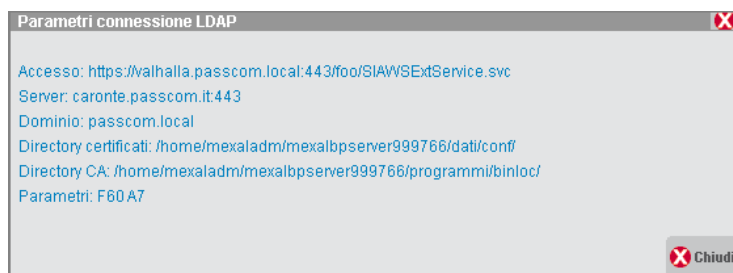 Parametri connessione LDAP
Accesso: https://valhalla.passcom.local:443/foo/SIAWSExtService.svc
Server: caronte.passcom.it:443
Dominio: passcom.local
Directory certificati: /home/mexaladm/mexalbpserver999766/dati/conf/
Directory CA: /home/mexaladm/mexalbpserver999766/programmi/binloc/
Parametri: F60 A7
Chiudi